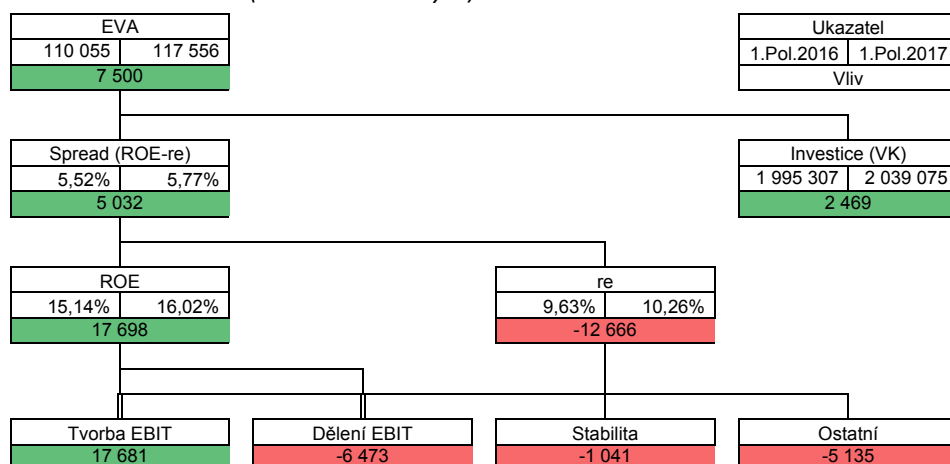 EVA
110 055 117 556
7 500
Ukazatel
1.Pol.2016 1.Pol.2017
Vliv
Spread (ROE-re)
5,52% 5,77%
5 032
Investice (VK)
1 995 307 2 039 075
2 469
ROE
15,14% 16,02%
17 698
re
9,63% 10,26%
-12 666
Tvorba EBIT
17 681
Dělení EBIT
-6 473
Stabilita
-1 041
Ostatní
-5 135